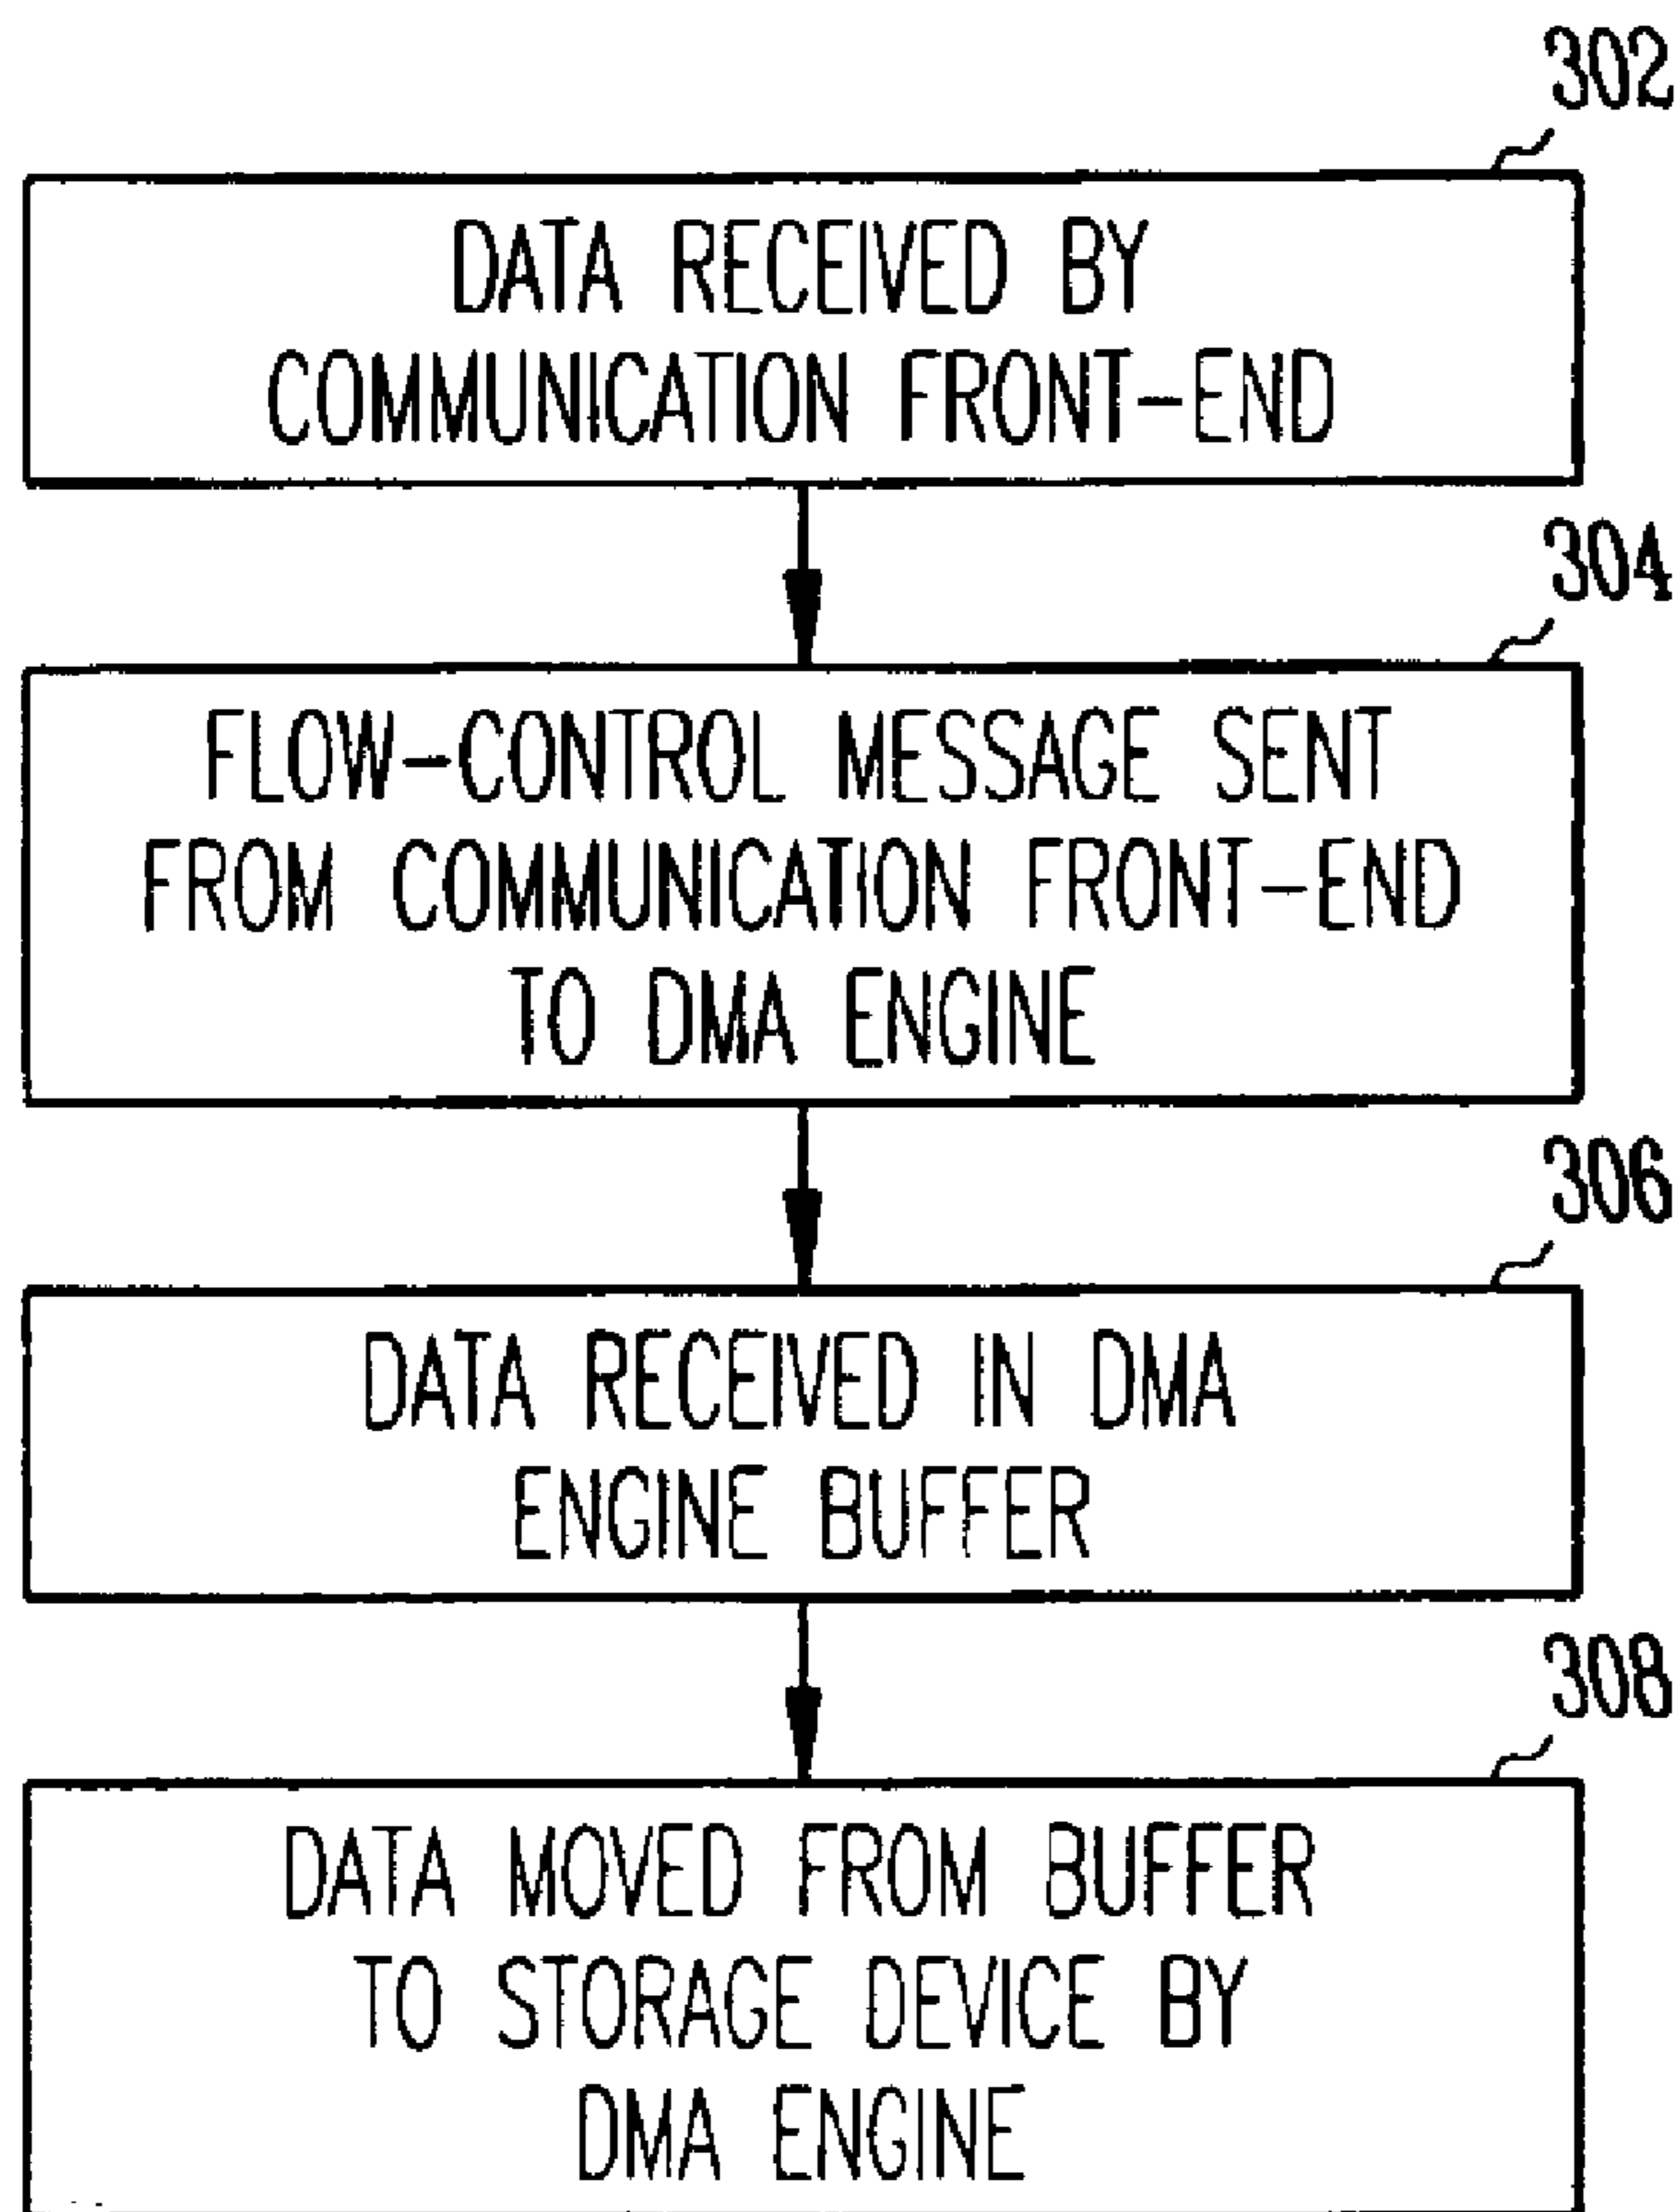 302
DATA RECEIVED BY
COMMUNICATION FRONT-END
304
FLOW-CONTROL MESSAGE SENT
FROM COMMUNICATION FRONT-END
TO DMA ENGINE
306
DATA RECEIVED IN DMA
ENGINE BUFFER
308
DATA MOVED FROM BUFFER
TO STORAGE DEVICE BY
DMA ENGINE